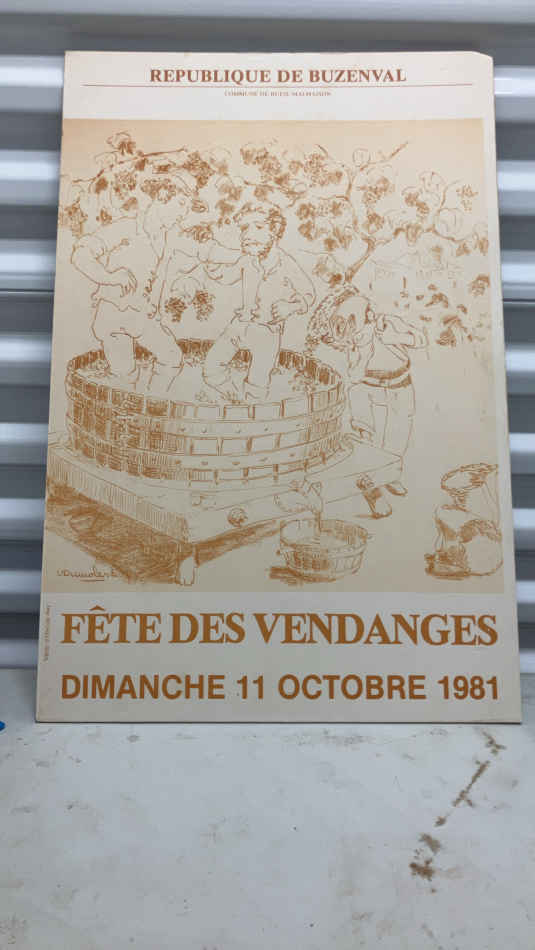 REPUBLIQUE DE BUZENVAL
COMMUNE DE RUEIL-MALMAISON
FÊTE DES VENDANGES
DIMANCHE 11 OCTOBRE 1981